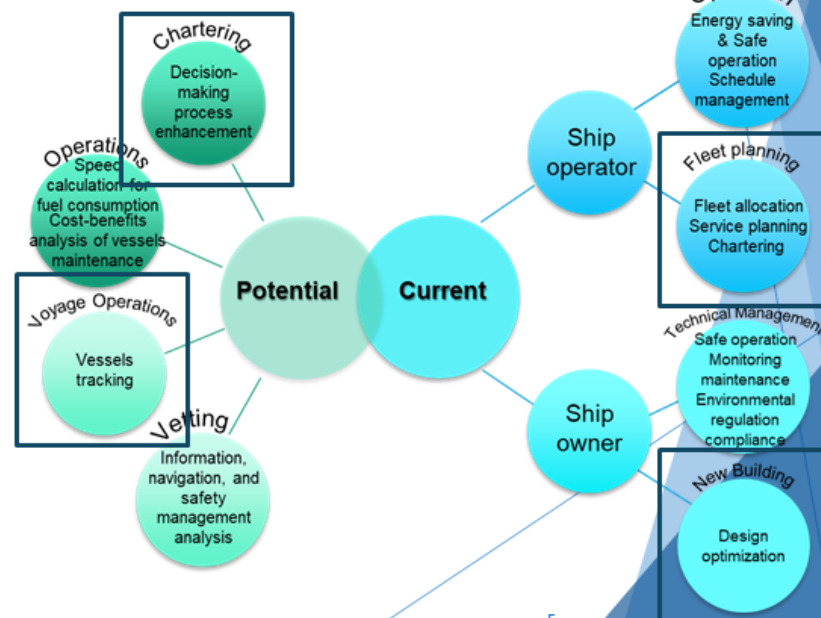 Chartering
Decision-
making
process
enhancement
Operations
Speed
calculation for
fuel consumption
Cost-benefits
analysis of vessels
maintenance
Voyage Operations
Vessels
tracking
Vetting
Information,
navigation, and
safety
management
analysis
Potential
Current
Ship
operator
Energy saving
& Safe
operation
Schedule
management
Fleet planning
Fleet allocation
Service planning
Chartering
Ship
owner
Technical Management
Safe operation
Monitoring
maintenance
Environmental
regulation
compliance
New Building
Design
optimization